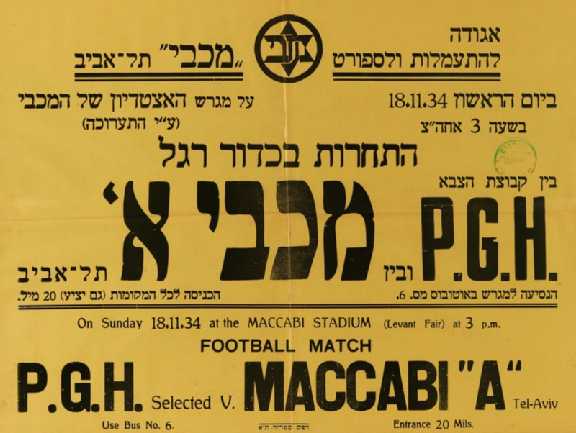 אגודה
להתעמלות ולספורט „מכבי” תל־אביב
ביום הראשון 18.11.34 על מגרש האצטדיון של המכבי
בשעה 3 אחה״צ (ע״י התערוכה)
התחרות בכדור רגל
בין קבוצת הצבא
P.G.H. ובין מכבי א' תל־אביב
הנסיעה למגרש באוטובוס מס. 6. הכניסה לכל המקומות (גם יציע) 20 מיל.
On Sunday 18.11.34 at the MACCABI STADIUM (Levant Fair) at 3 p.m.
FOOTBALL MATCH
P.G.H. Selected V. MACCABI "A“ Tel-Aviv
Use Bus No. 6. Entrance 20 Mils.